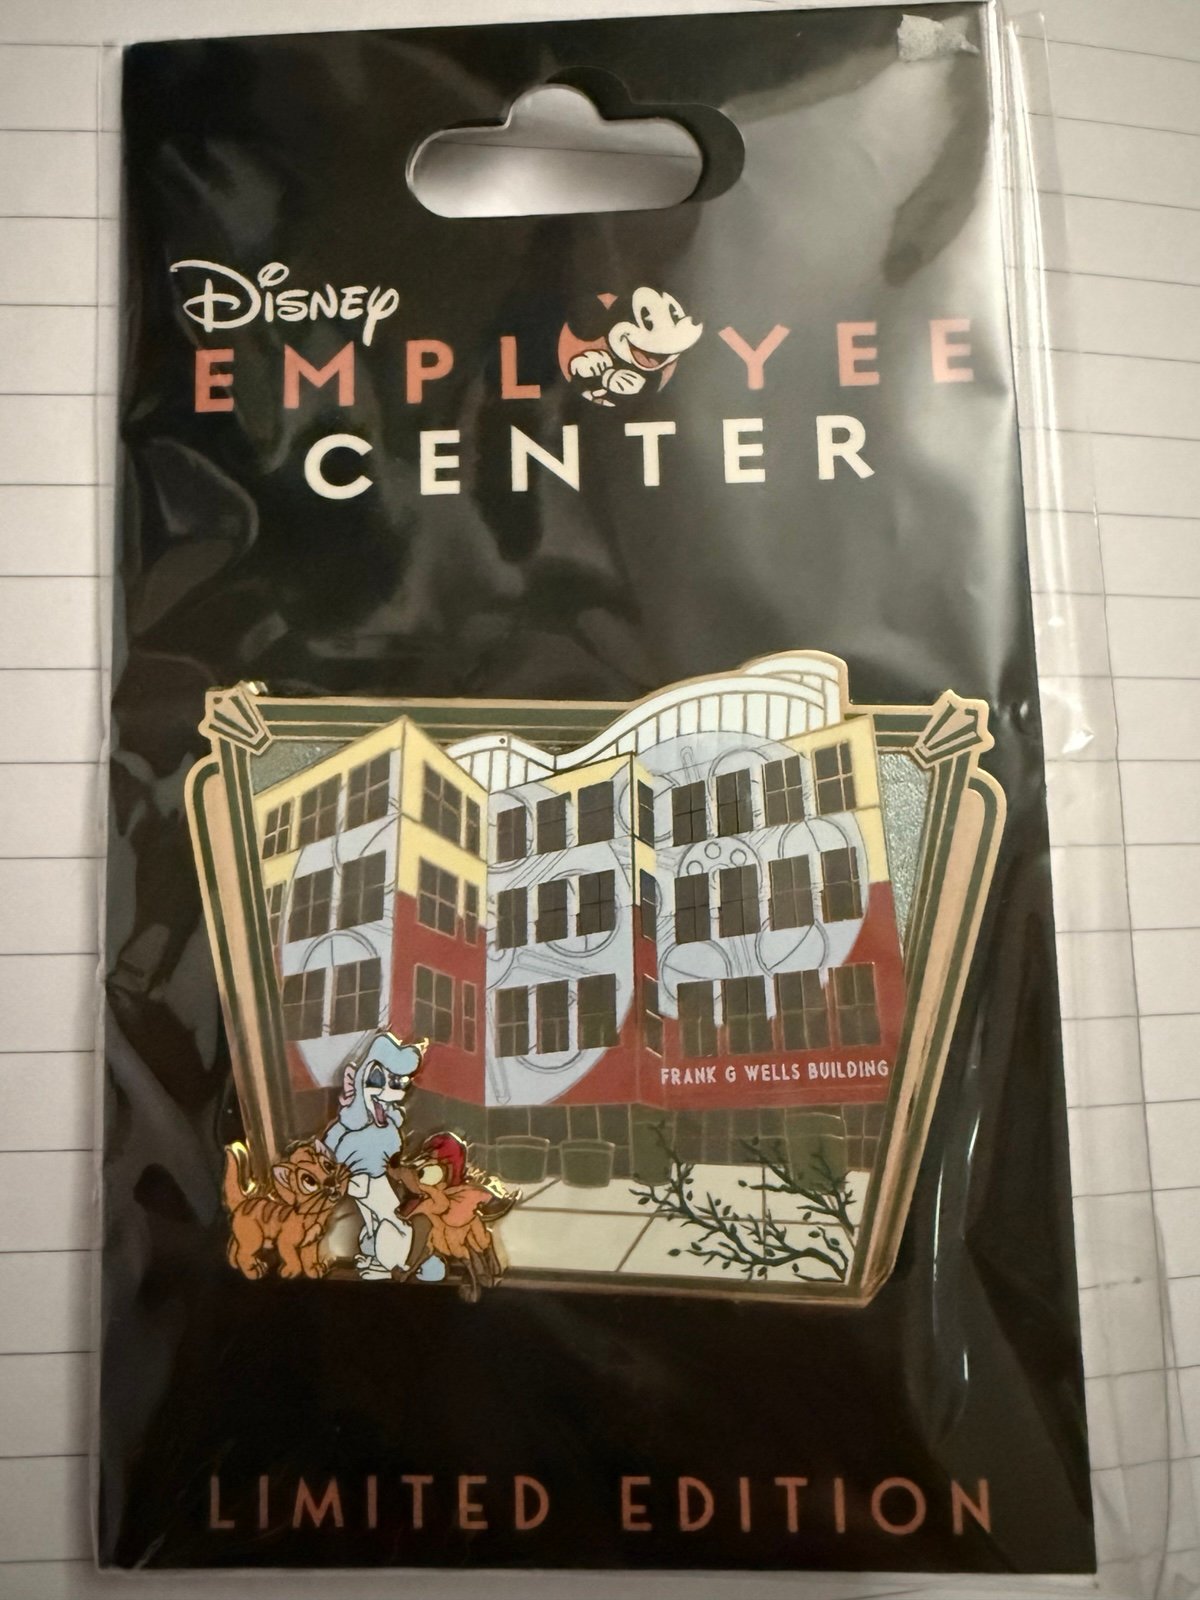 Disney
EMPLOYEE
CENTER
FRANK G WELLS BUILDING
LIMITED EDITION